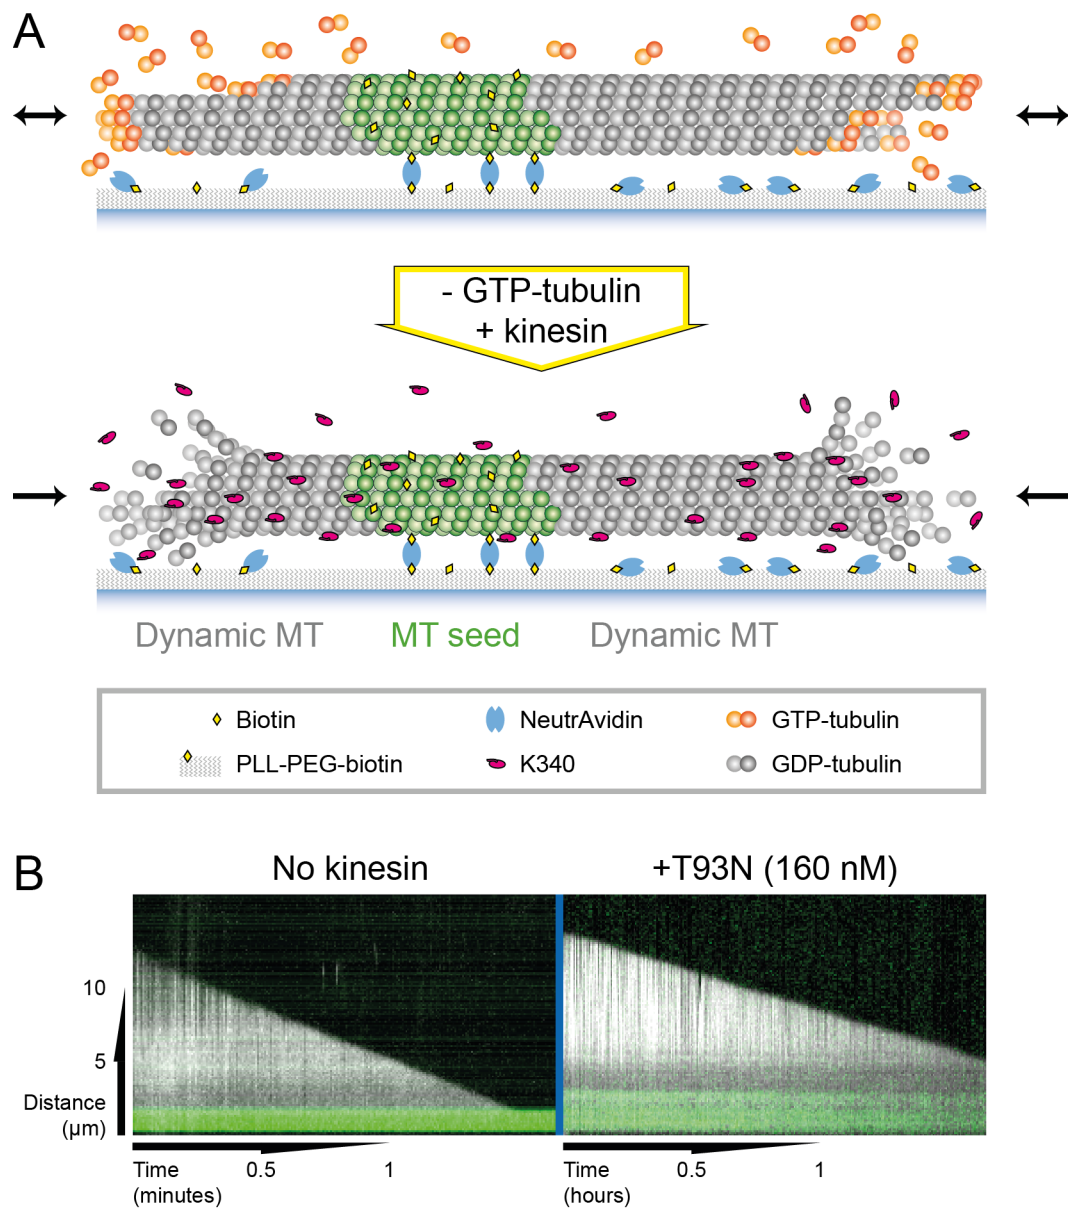 A
- GTP-tubulin
+ kinesin
Dynamic MT MT seed Dynamic MT
Biotin NeutrAvidin GTP-tubulin
PLL-PEG-biotin K340 GDP-tubulin
B
No kinesin +T93N (160 nM)
10
5
Distance
(µm)
Time 0.5 1 Time 0.5 1
(minutes) (hours)